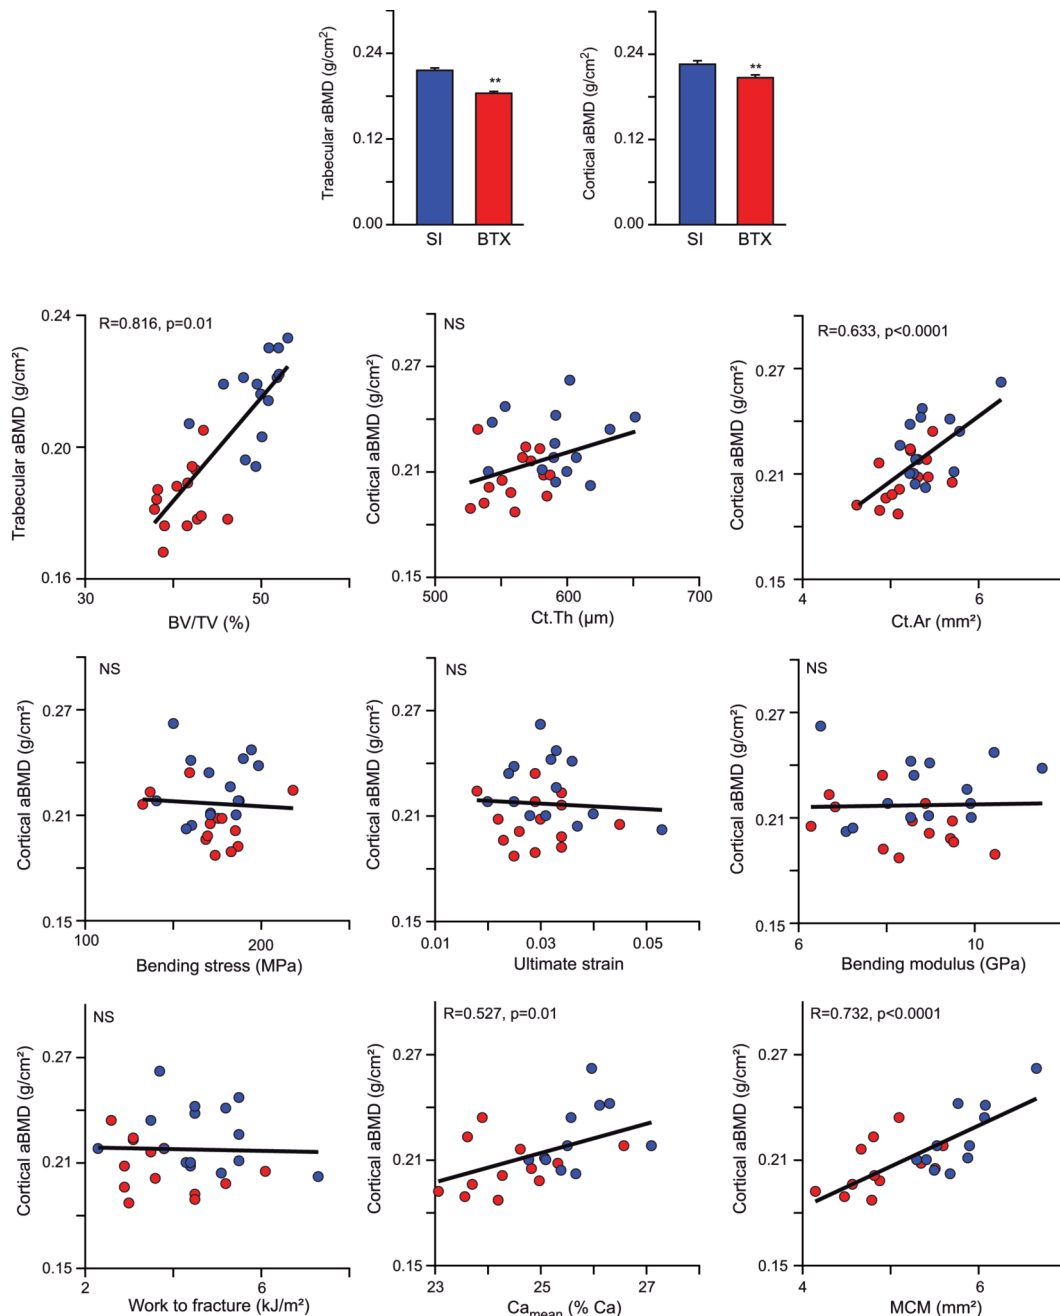 Trabecular aBMD (g/cm²)
0.24
0.12
0.00
**
SI
BTX
Cortical aBMD (g/cm²)
0.24
0.12
0.00
**
SI
BTX
Trabecular aBMD (g/cm²)
0.24
0.20
0.16
R=0.816, p=0.01
30
50
BV/TV (%)
Cortical aBMD (g/cm²)
NS
0.27
0.21
0.15
500
600
700
Ct.Th (µm)
Cortical aBMD (g/cm²)
R=0.633, p<0.0001
0.27
0.21
0.15
4
6
Ct.Ar (mm²)
Cortical aBMD (g/cm²)
NS
0.27
0.21
0.15
100
200
Bending stress (MPa)
Cortical aBMD (g/cm²)
NS
0.27
0.21
0.15
0.01
0.03
0.05
Ultimate strain
Cortical aBMD (g/cm²)
NS
0.27
0.21
0.15
6
10
Bending modulus (GPa)
Cortical aBMD (g/cm²)
NS
0.27
0.21
0.15
2
6
Work to fracture (kJ/m²)
Cortical aBMD (g/cm²)
R=0.527, p=0.01
0.27
0.21
0.15
23
25
27
Ca mean (% Ca)
Cortical aBMD (g/cm²)
R=0.732, p<0.0001
0.27
0.21
0.15
4
6
MCM (mm²)